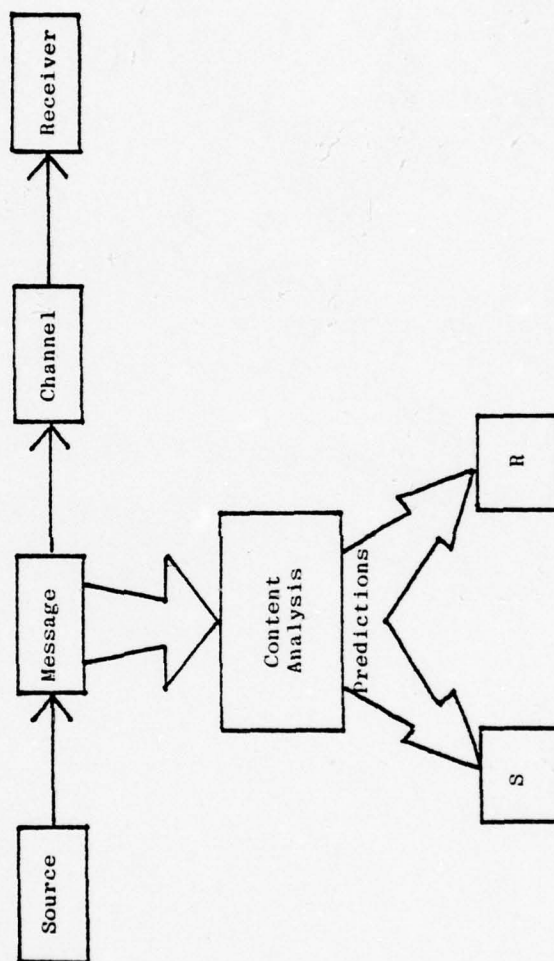 Source
Message
Channel
Receiver
Content
Analysis
Predictions
S
R